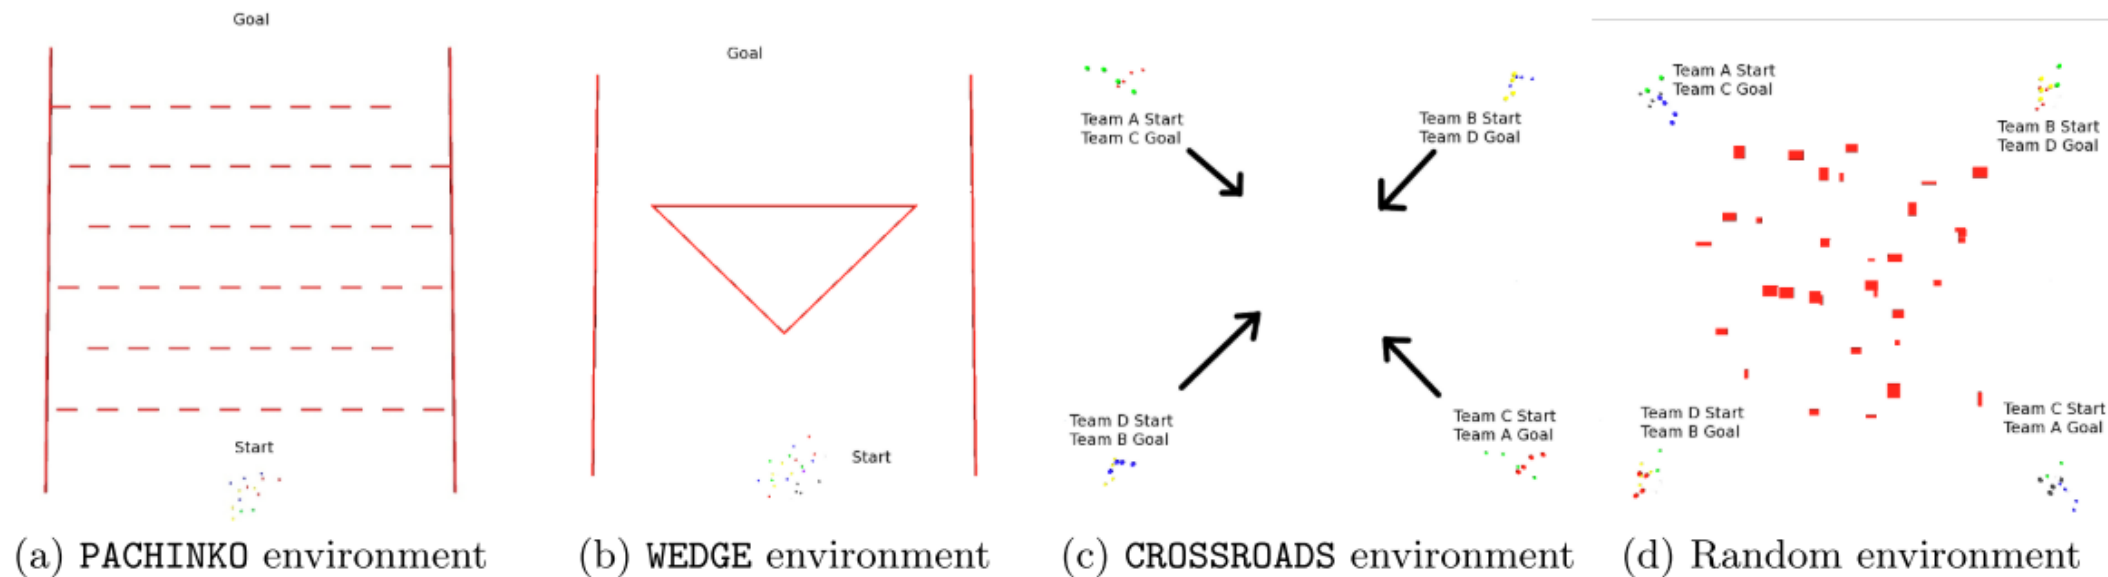 Goal
Start
(a) PACHINKO environment
Goal
Start
(b) WEDGE environment
Team A Start
Team C Goal
Team B Start
Team D Goal
Team D Start
Team B Goal
Team C Start
Team A Goal
(c) CROSSROADS environment
Team A Start
Team C Goal
Team B Start
Team D Goal
Team D Start
Team B Goal
Team C Start
Team A Goal
(d) Random environment